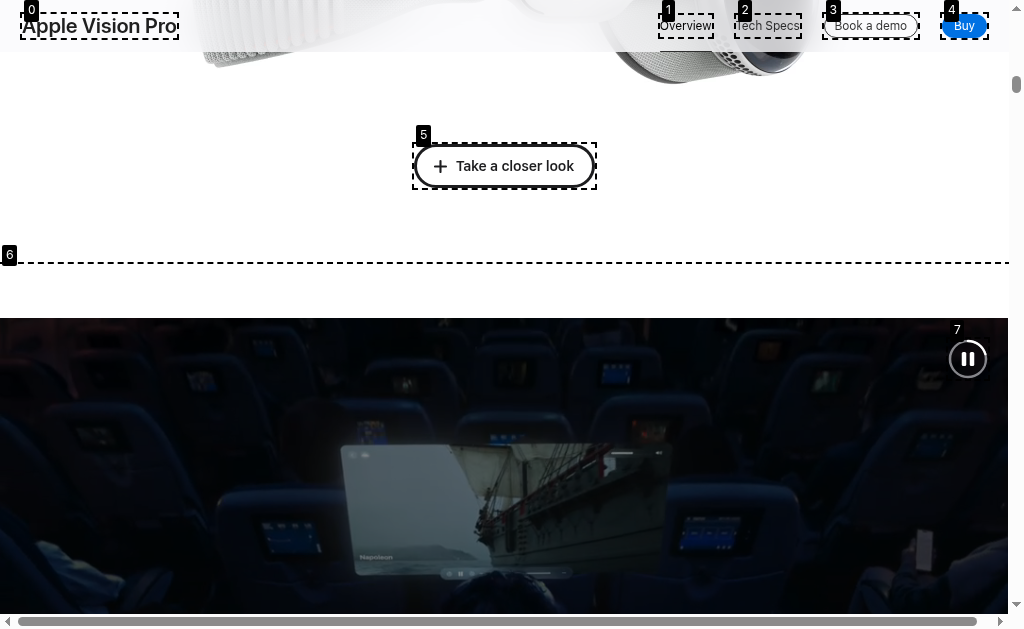 0
Apple Vision Pro
1
Overview
2
Tech Specs
3
Book a demo
4
Buy
5
Take a closer look
6
7
Napoleon